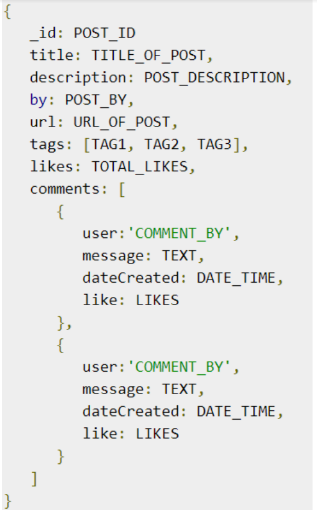 {
_id: POST_ID
title: TITLE_OF_POST,
description: POST_DESCRIPTION,
by: POST_BY,
url: URL_OF_POST,
tags: [TAG1, TAG2, TAG3],
likes: TOTAL_LIKES,
comments: [
{
user:'COMMENT_BY',
message: TEXT,
dateCreated: DATE_TIME,
like: LIKES
},
{
user:'COMMENT_BY',
message: TEXT,
dateCreated: DATE_TIME,
like: LIKES
}
]
}